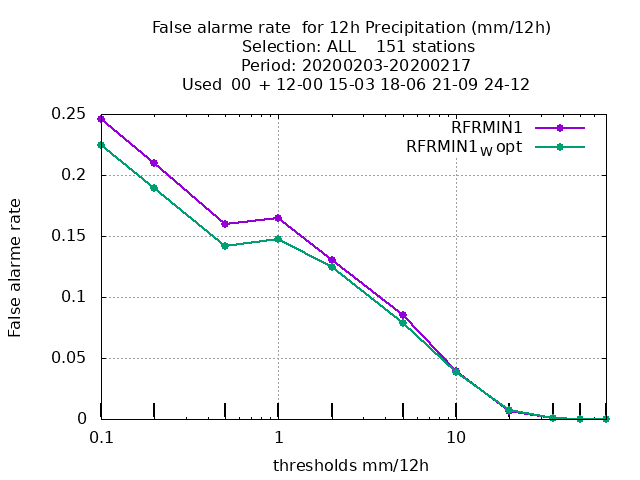 False alarme rate  for 12h Precipitation (mm/12h)
Selection: ALL    151 stations
Period: 20200203-20200217
Used  00 + 12-00 15-03 18-06 21-09 24-12
RFRMIN1
RFRMIN1W opt
0.25
0.2
0.15
0.1
0.05
0
False alarme rate
0.1
1
10
thresholds mm/12h